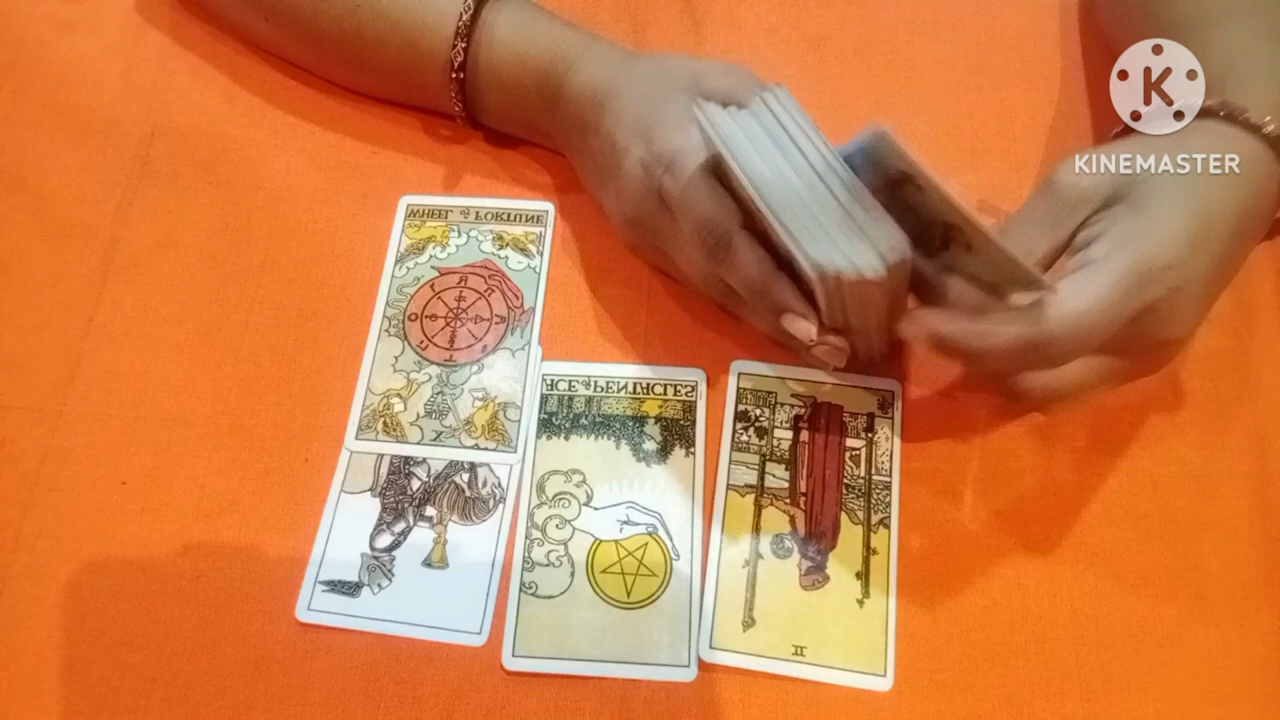 K
KINEMASTER
WHEEL of FORTUNE
X
ACE of PENTACLES
II